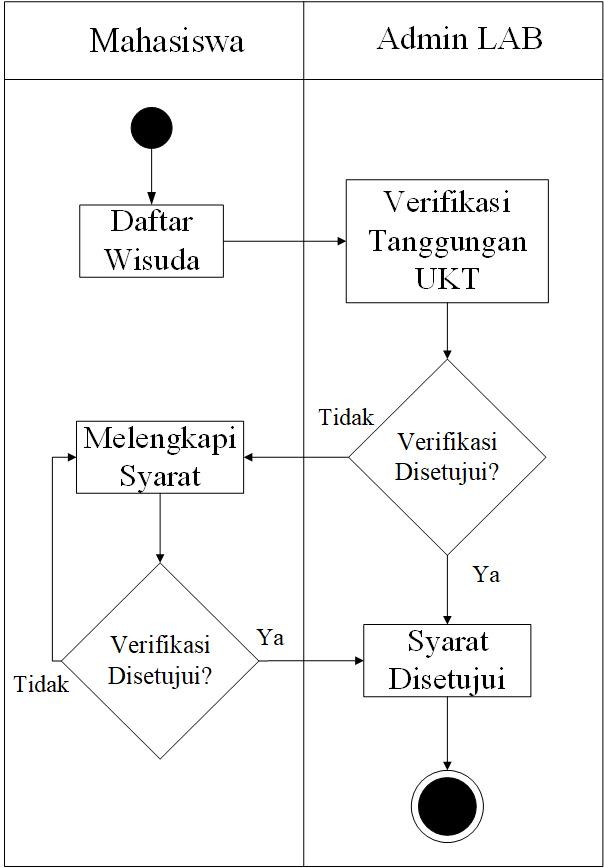 Mahasiswa
Admin LAB
Daftar
Wisuda
Verifikasi
Tanggungan
UKT
Tidak
Verifikasi
Disetujui?
Melengkapi
Syarat
Ya
Verifikasi
Disetujui?
Tidak
Ya
Syarat
Disetujui